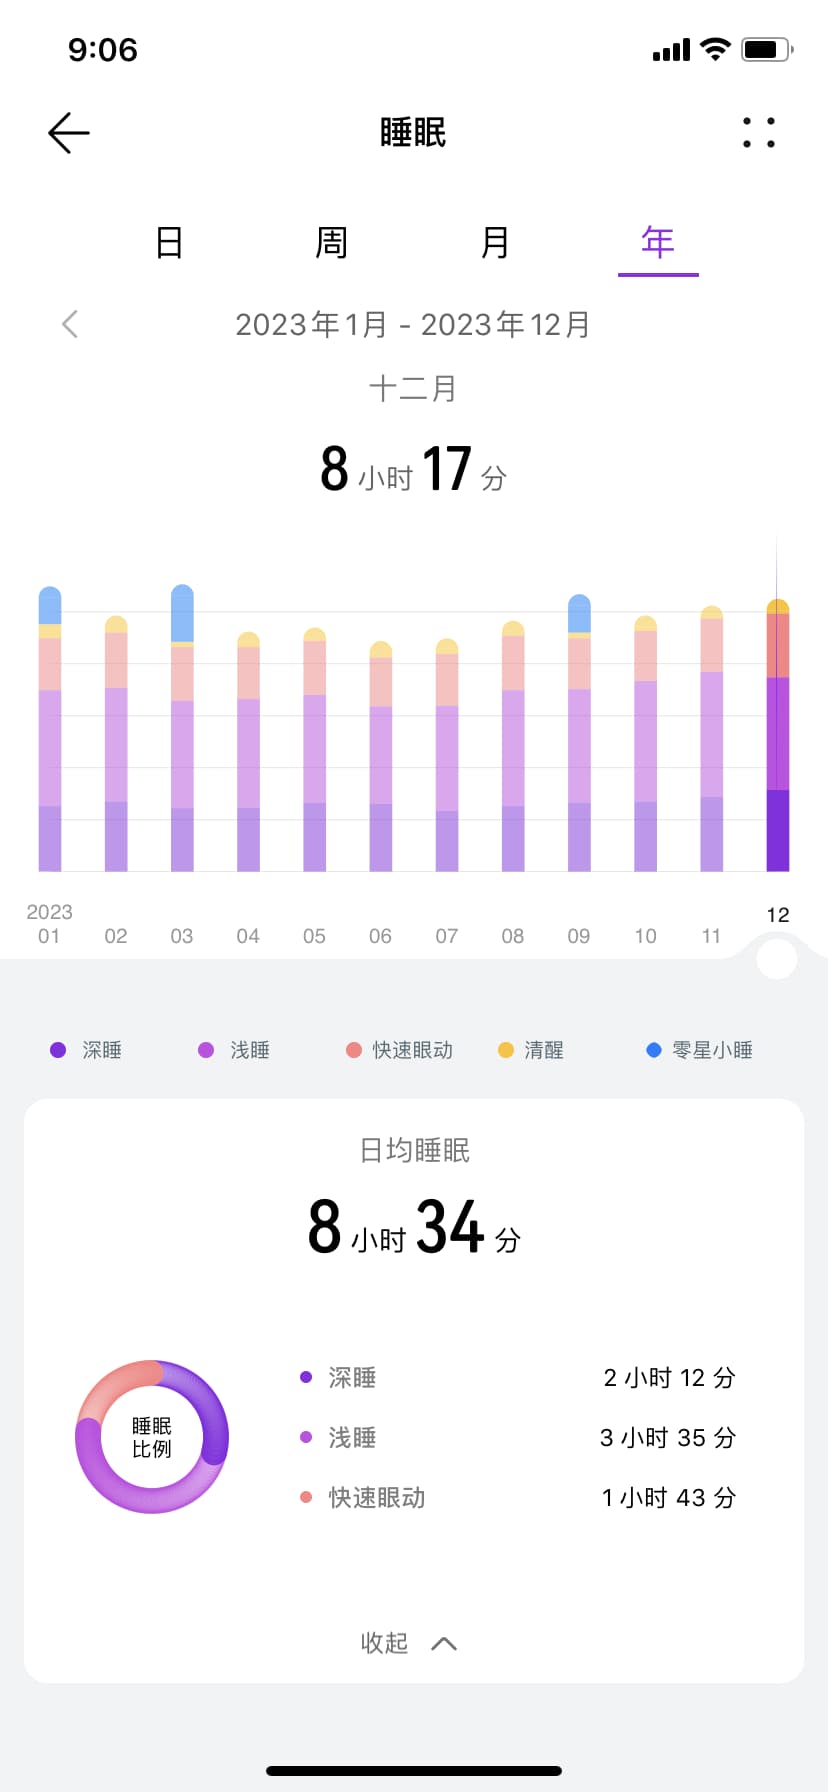 9:06
睡眠
日 周 月 年
2023年1月 - 2023年12月
十二月
8 小时 17 分
2023
01 02 03 04 05 06 07 08 09 10 11 12
深睡 浅睡 快速眼动 清醒 零星小睡
日均睡眠
8 小时 34 分
睡眠
比例
深睡 2 小时 12 分
浅睡 3 小时 35 分
快速眼动 1 小时 43 分
收起